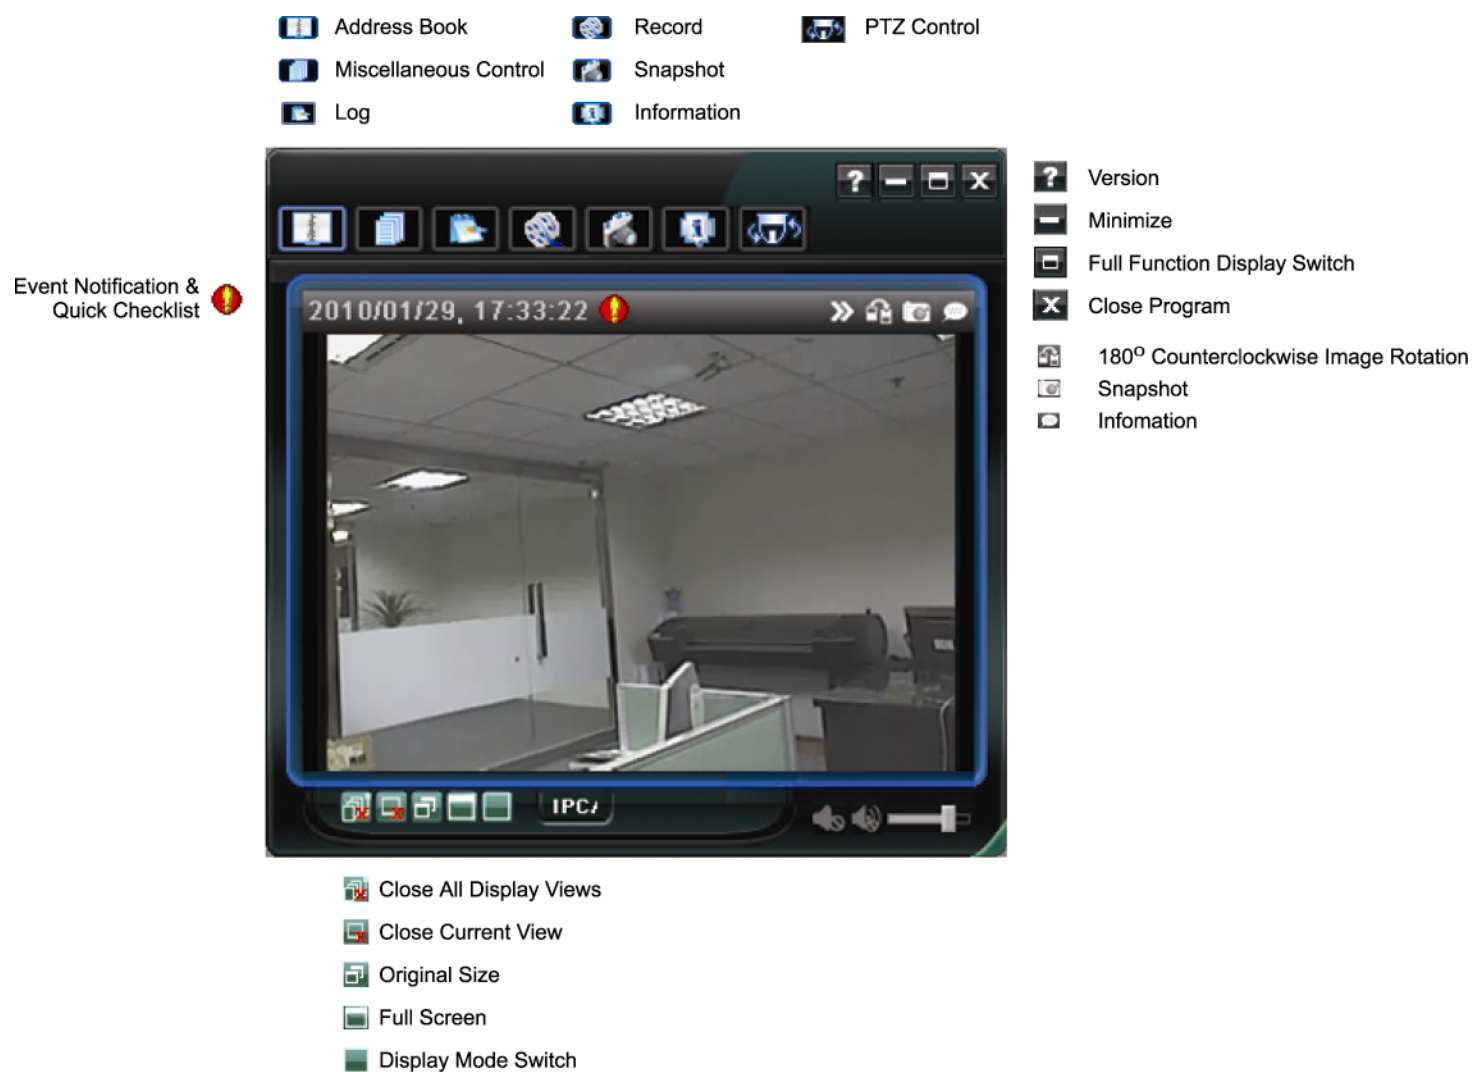 Address Book
Record
PTZ Control
Miscellaneous Control
Snapshot
Log
Information
?
Version
Minimize
Full Function Display Switch
X
Close Program
Event Notification &
Quick Checklist
2010/01/29, 17:33:22
180º Counterclockwise Image Rotation
Snapshot
Infomation
IPC
Close All Display Views
Close Current View
Original Size
Full Screen
Display Mode Switch